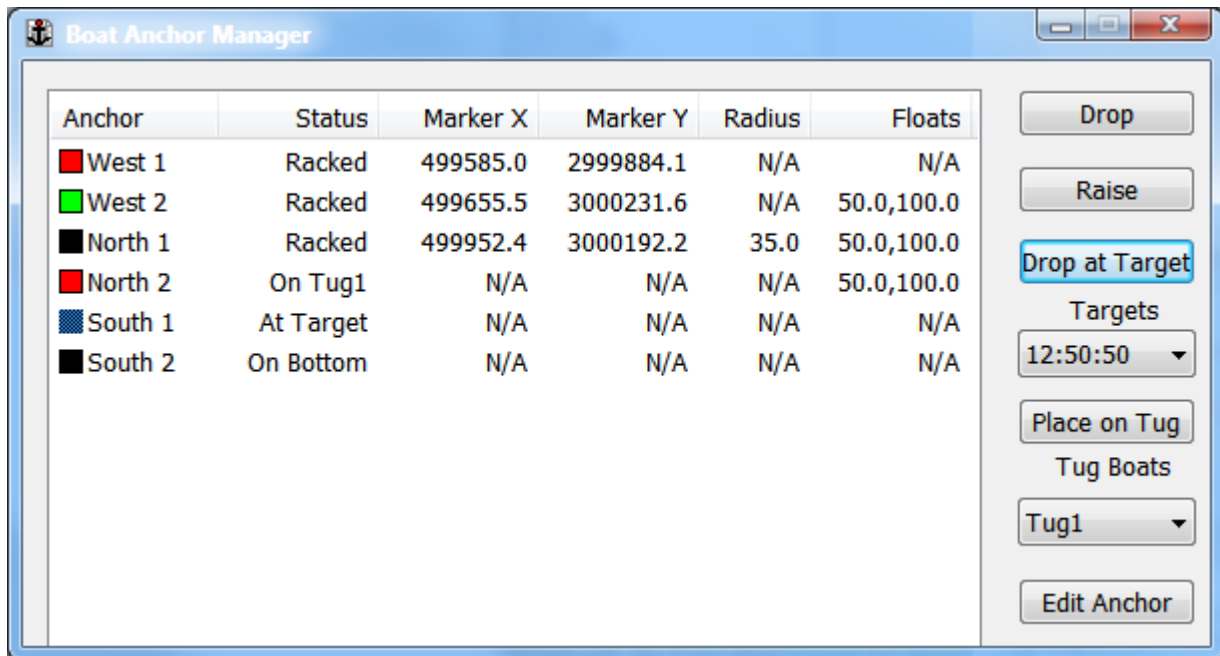 Boat Anchor Manager
Anchor Status Marker X Marker Y Radius Floats
West 1 Racked 499585.0 2999884.1 N/A N/A
West 2 Racked 499655.5 3000231.6 N/A 50.0,100.0
North 1 Racked 499952.4 3000192.2 35.0 50.0,100.0
North 2 On Tug1 N/A N/A N/A 50.0,100.0
South 1 At Target N/A N/A N/A N/A
South 2 On Bottom N/A N/A N/A N/A
Drop
Raise
Drop at Target
Targets
12:50:50
Place on Tug
Tug Boats
Tug1
Edit Anchor